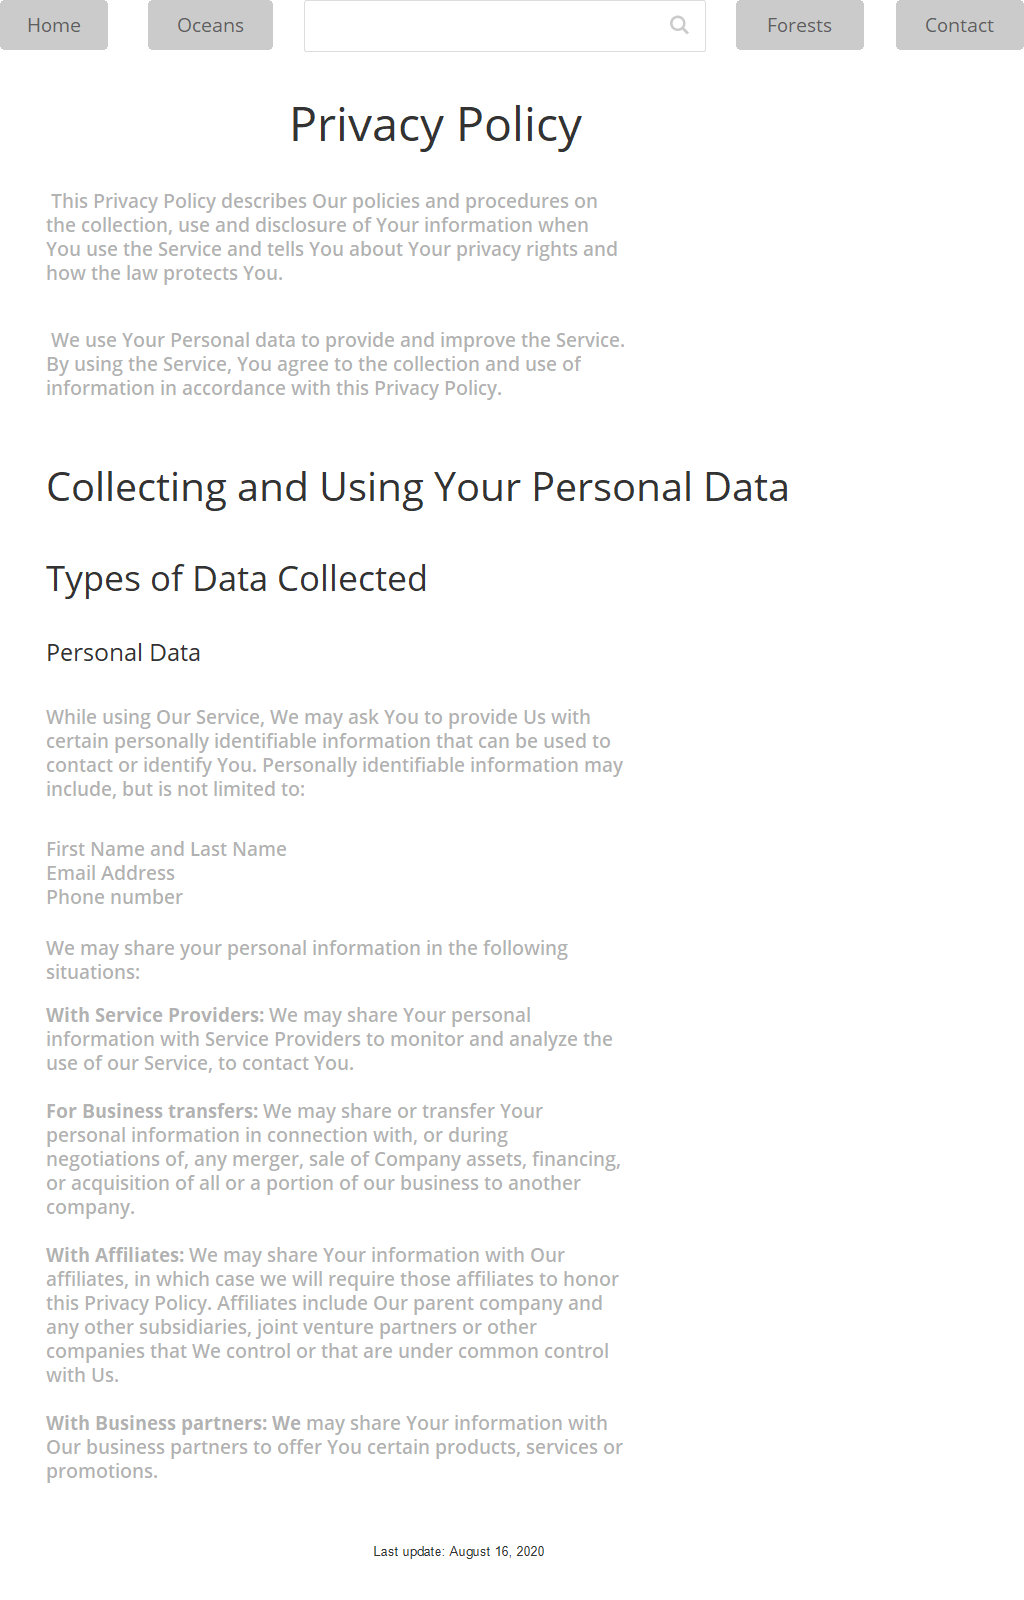 Home
Oceans
Forests
Contact
Privacy Policy
This Privacy Policy describes Our policies and procedures on
the collection, use and disclosure of Your information when
You use the Service and tells You about Your privacy rights and
how the law protects You.
We use Your Personal data to provide and improve the Service.
By using the Service, You agree to the collection and use of
information in accordance with this Privacy Policy.
Collecting and Using Your Personal Data
Types of Data Collected
Personal Data
While using Our Service, We may ask You to provide Us with
certain personally identifiable information that can be used to
contact or identify You. Personally identifiable information may
include, but is not limited to:
First Name and Last Name
Email Address
Phone number
We may share your personal information in the following
situations:
With Service Providers: We may share Your personal
information with Service Providers to monitor and analyze the
use of our Service, to contact You.
For Business transfers: We may share or transfer Your
personal information in connection with, or during
negotiations of, any merger, sale of Company assets, financing,
or acquisition of all or a portion of our business to another
company.
With Affiliates: We may share Your information with Our
affiliates, in which case we will require those affiliates to honor
this Privacy Policy. Affiliates include Our parent company and
any other subsidiaries, joint venture partners or other
companies that We control or that are under common control
with Us.
With Business partners: We may share Your information with
Our business partners to offer You certain products, services or
promotions.
Last update: August 16, 2020